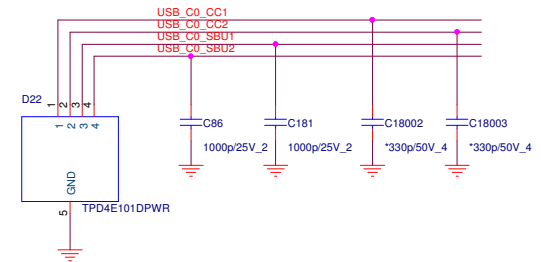 USB_C0_CC1
USB_C0_CC2
USB_C0_SBU1
USB_C0_SBU2
D22
1 2 3 4
1 2 3 4
GND
5
TPD4E101DPWR
C86
1000p/25V_2
C181
1000p/25V_2
C18002
*330p/50V_4
C18003
*330p/50V_4